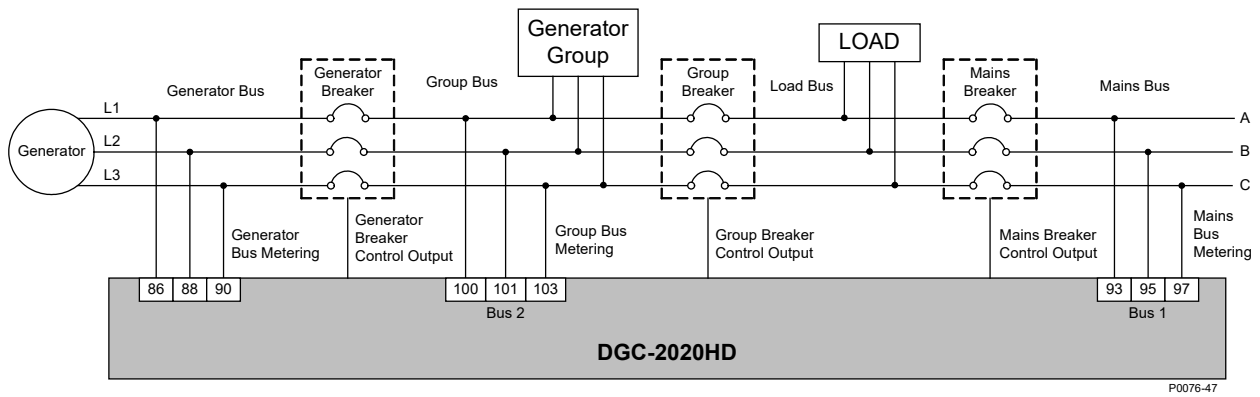 Generator
Group
LOAD
Generator Bus
Generator
Breaker
Group Bus
Group
Breaker
Load Bus
Mains
Breaker
Mains Bus
L1
A
Generator
L2
B
L3
C
Generator
Bus Metering
Generator
Breaker
Control Output
Group Bus
Metering
Group Breaker
Control Output
Mains Breaker
Control Output
Mains
Bus
Metering
86 88 90
100 101 103
93 95 97
Bus 2
Bus 1
DGC-2020HD
P0076-47